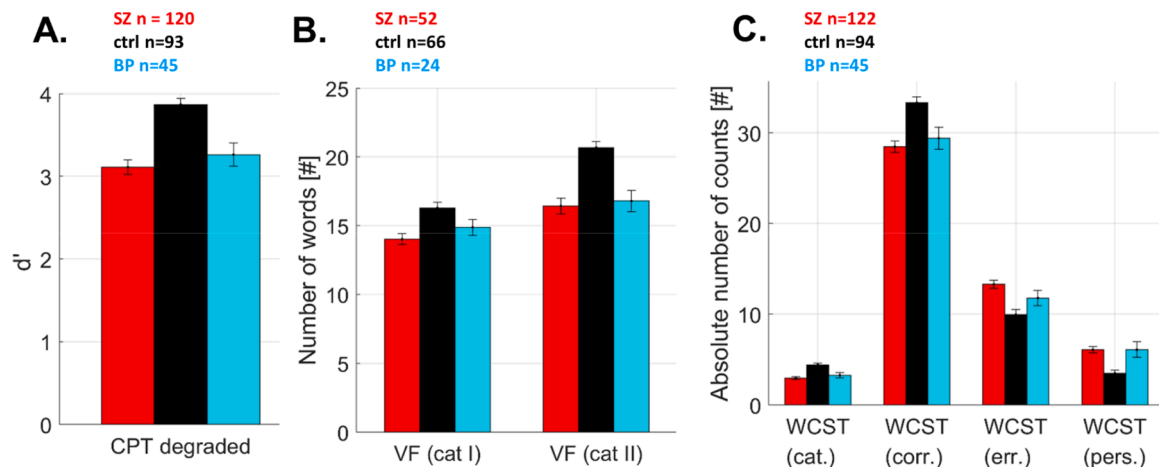 A.
SZ n = 120
ctrl n=93
BP n=45
d'
4
3
2
1
0
CPT degraded
B.
SZ n=52
ctrl n=66
BP n=24
Number of words [#]
25
20
15
10
5
0
VF (cat I)
VF (cat II)
C.
SZ n=122
ctrl n=94
BP n=45
Absolute number of counts [#]
30
20
10
0
WCST WCST WCST WCST
(cat.) (corr.) (err.) (pers.)